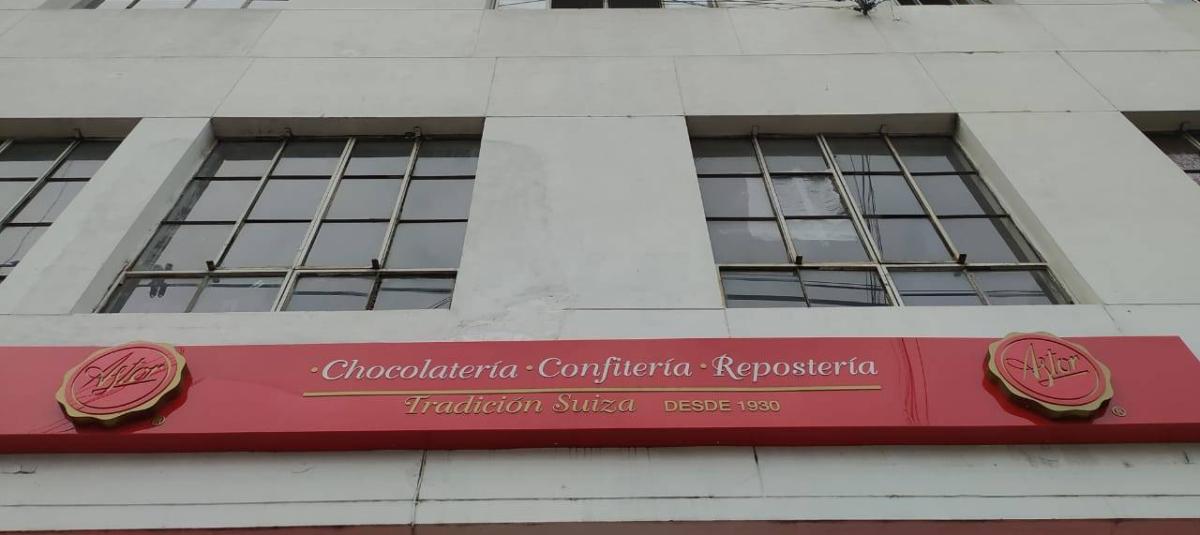 Astor
·Chocolatería ·Confitería ·Repostería
Tradición Suiza DESDE 1930
Astor